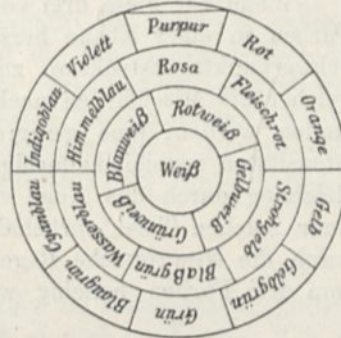 Purpur
Rot
Orange
Gelb
Gelbgrün
Grün
Blaugrün
Cyanblau
Indigoblau
Violett
Rosa
Fleischrot
Strohgelb
Blaßgrün
Wasserblau
Himmelblau
Rotweiß
Gelbweiß
Grünweiß
Blauweiß
Weiß